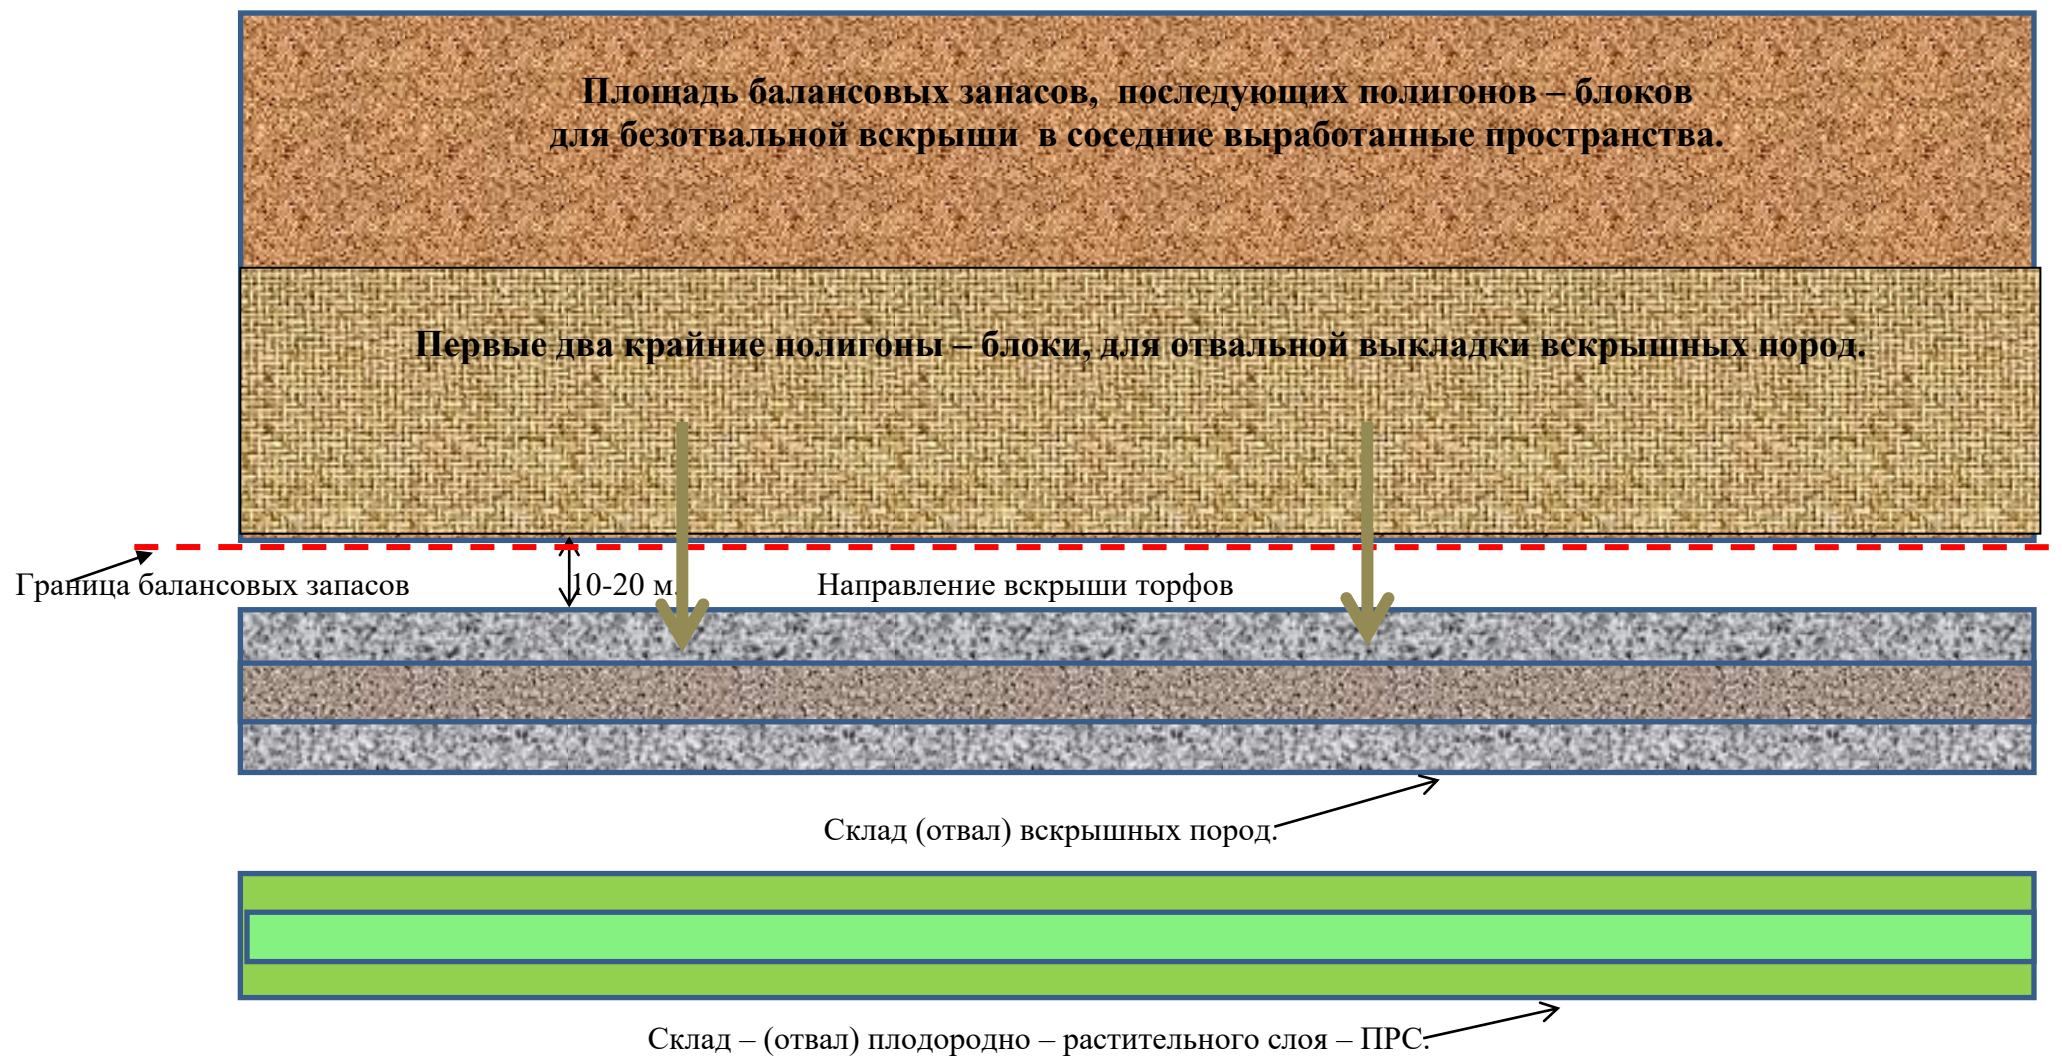 Площадь балансовых запасов, последующих полигонов – блоков
для безотвальной вскрыши в соседние выработанные пространства.
Первые два крайние полигоны – блоки, для отвальной выкладки вскрышных пород.
Граница балансовых запасов
10-20 м.
Направление вскрыши торфов
Склад (отвал) вскрышных пород.
Склад – (отвал) плодородно – растительного слоя – ПРС.